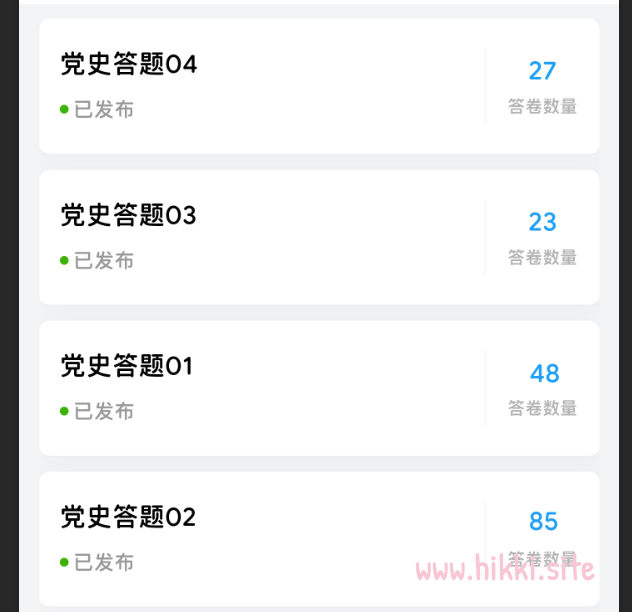 党史答题04
27
已发布
答卷数量
党史答题03
23
已发布
答卷数量
党史答题01
48
已发布
答卷数量
党史答题02
85
已发布
答卷数量
www.hikki.site